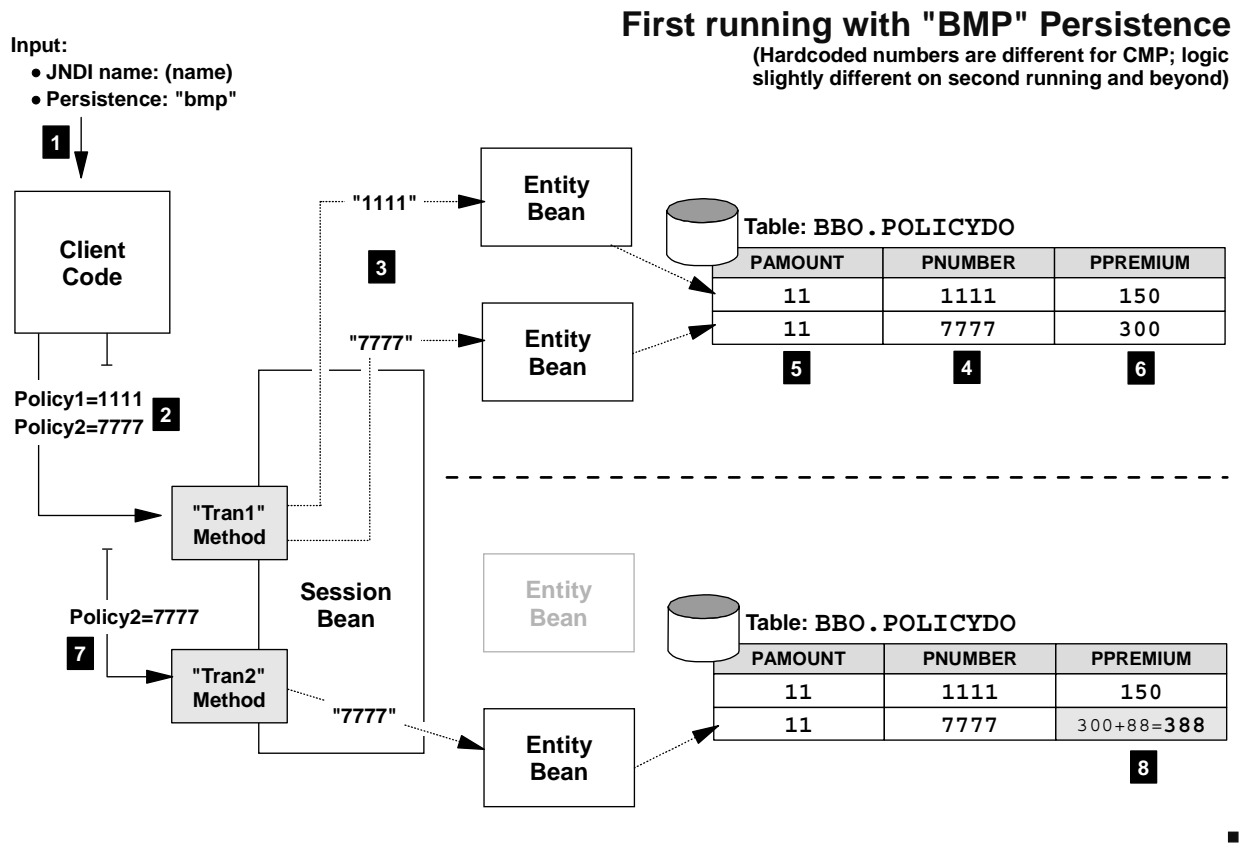 First running with "BMP" Persistence
(Hardcoded numbers are different for CMP; logic
slightly different on second running and beyond)
Input:
● JNDI name: (name)
● Persistence: "bmp"
1
Client
Code
Policy1=1111
Policy2=7777
2
"1111"
3
"7777"
Entity
Bean
Entity
Bean
Table: BBO.POLICYDO
PAMOUNT PNUMBER PPREMIUM
11 1111 150
11 7777 300
5 4 6
"Tran1"
Method
Session
Bean
Policy2=7777
7
"Tran2"
Method
"7777"
Entity
Bean
Entity
Bean
Table: BBO.POLICYDO
PAMOUNT PNUMBER PPREMIUM
11 1111 150
11 7777 300+88=388
8